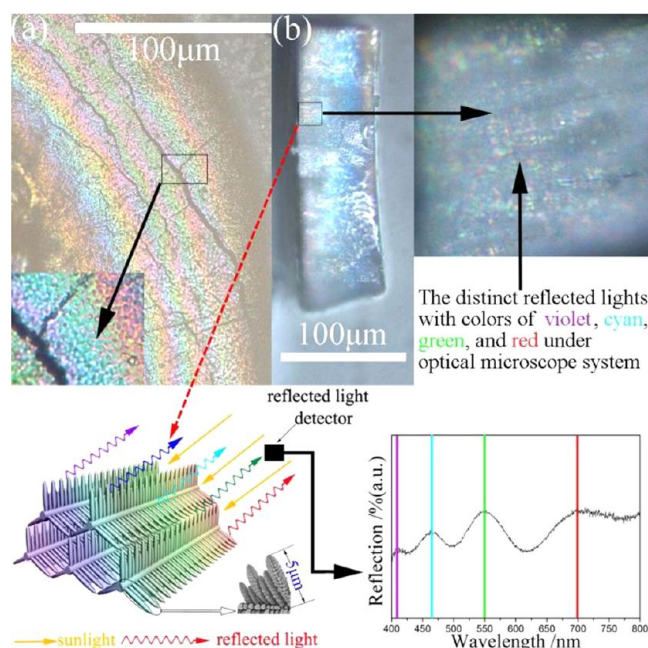 (a)
100μm
(b)
100μm
The distinct reflected lights
with colors of violet, cyan,
green, and red under
optical microscope system
reflected light
detector
5μm
sunlight
reflected light
Reflection /%(a.u.)
400 450 500 550 600 650 700 750 800
Wavelength /nm